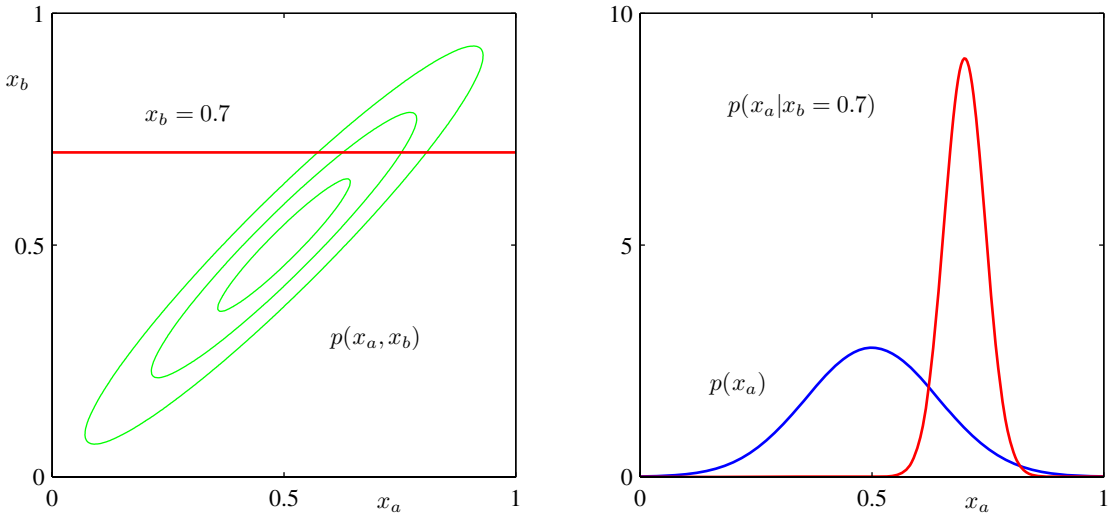 1
x_b
x_b = 0.7
0.5
p(x_a, x_b)
0
0
0.5
x_a
1
10
p(x_a|x_b = 0.7)
5
p(x_a)
0
0
0.5
x_a
1